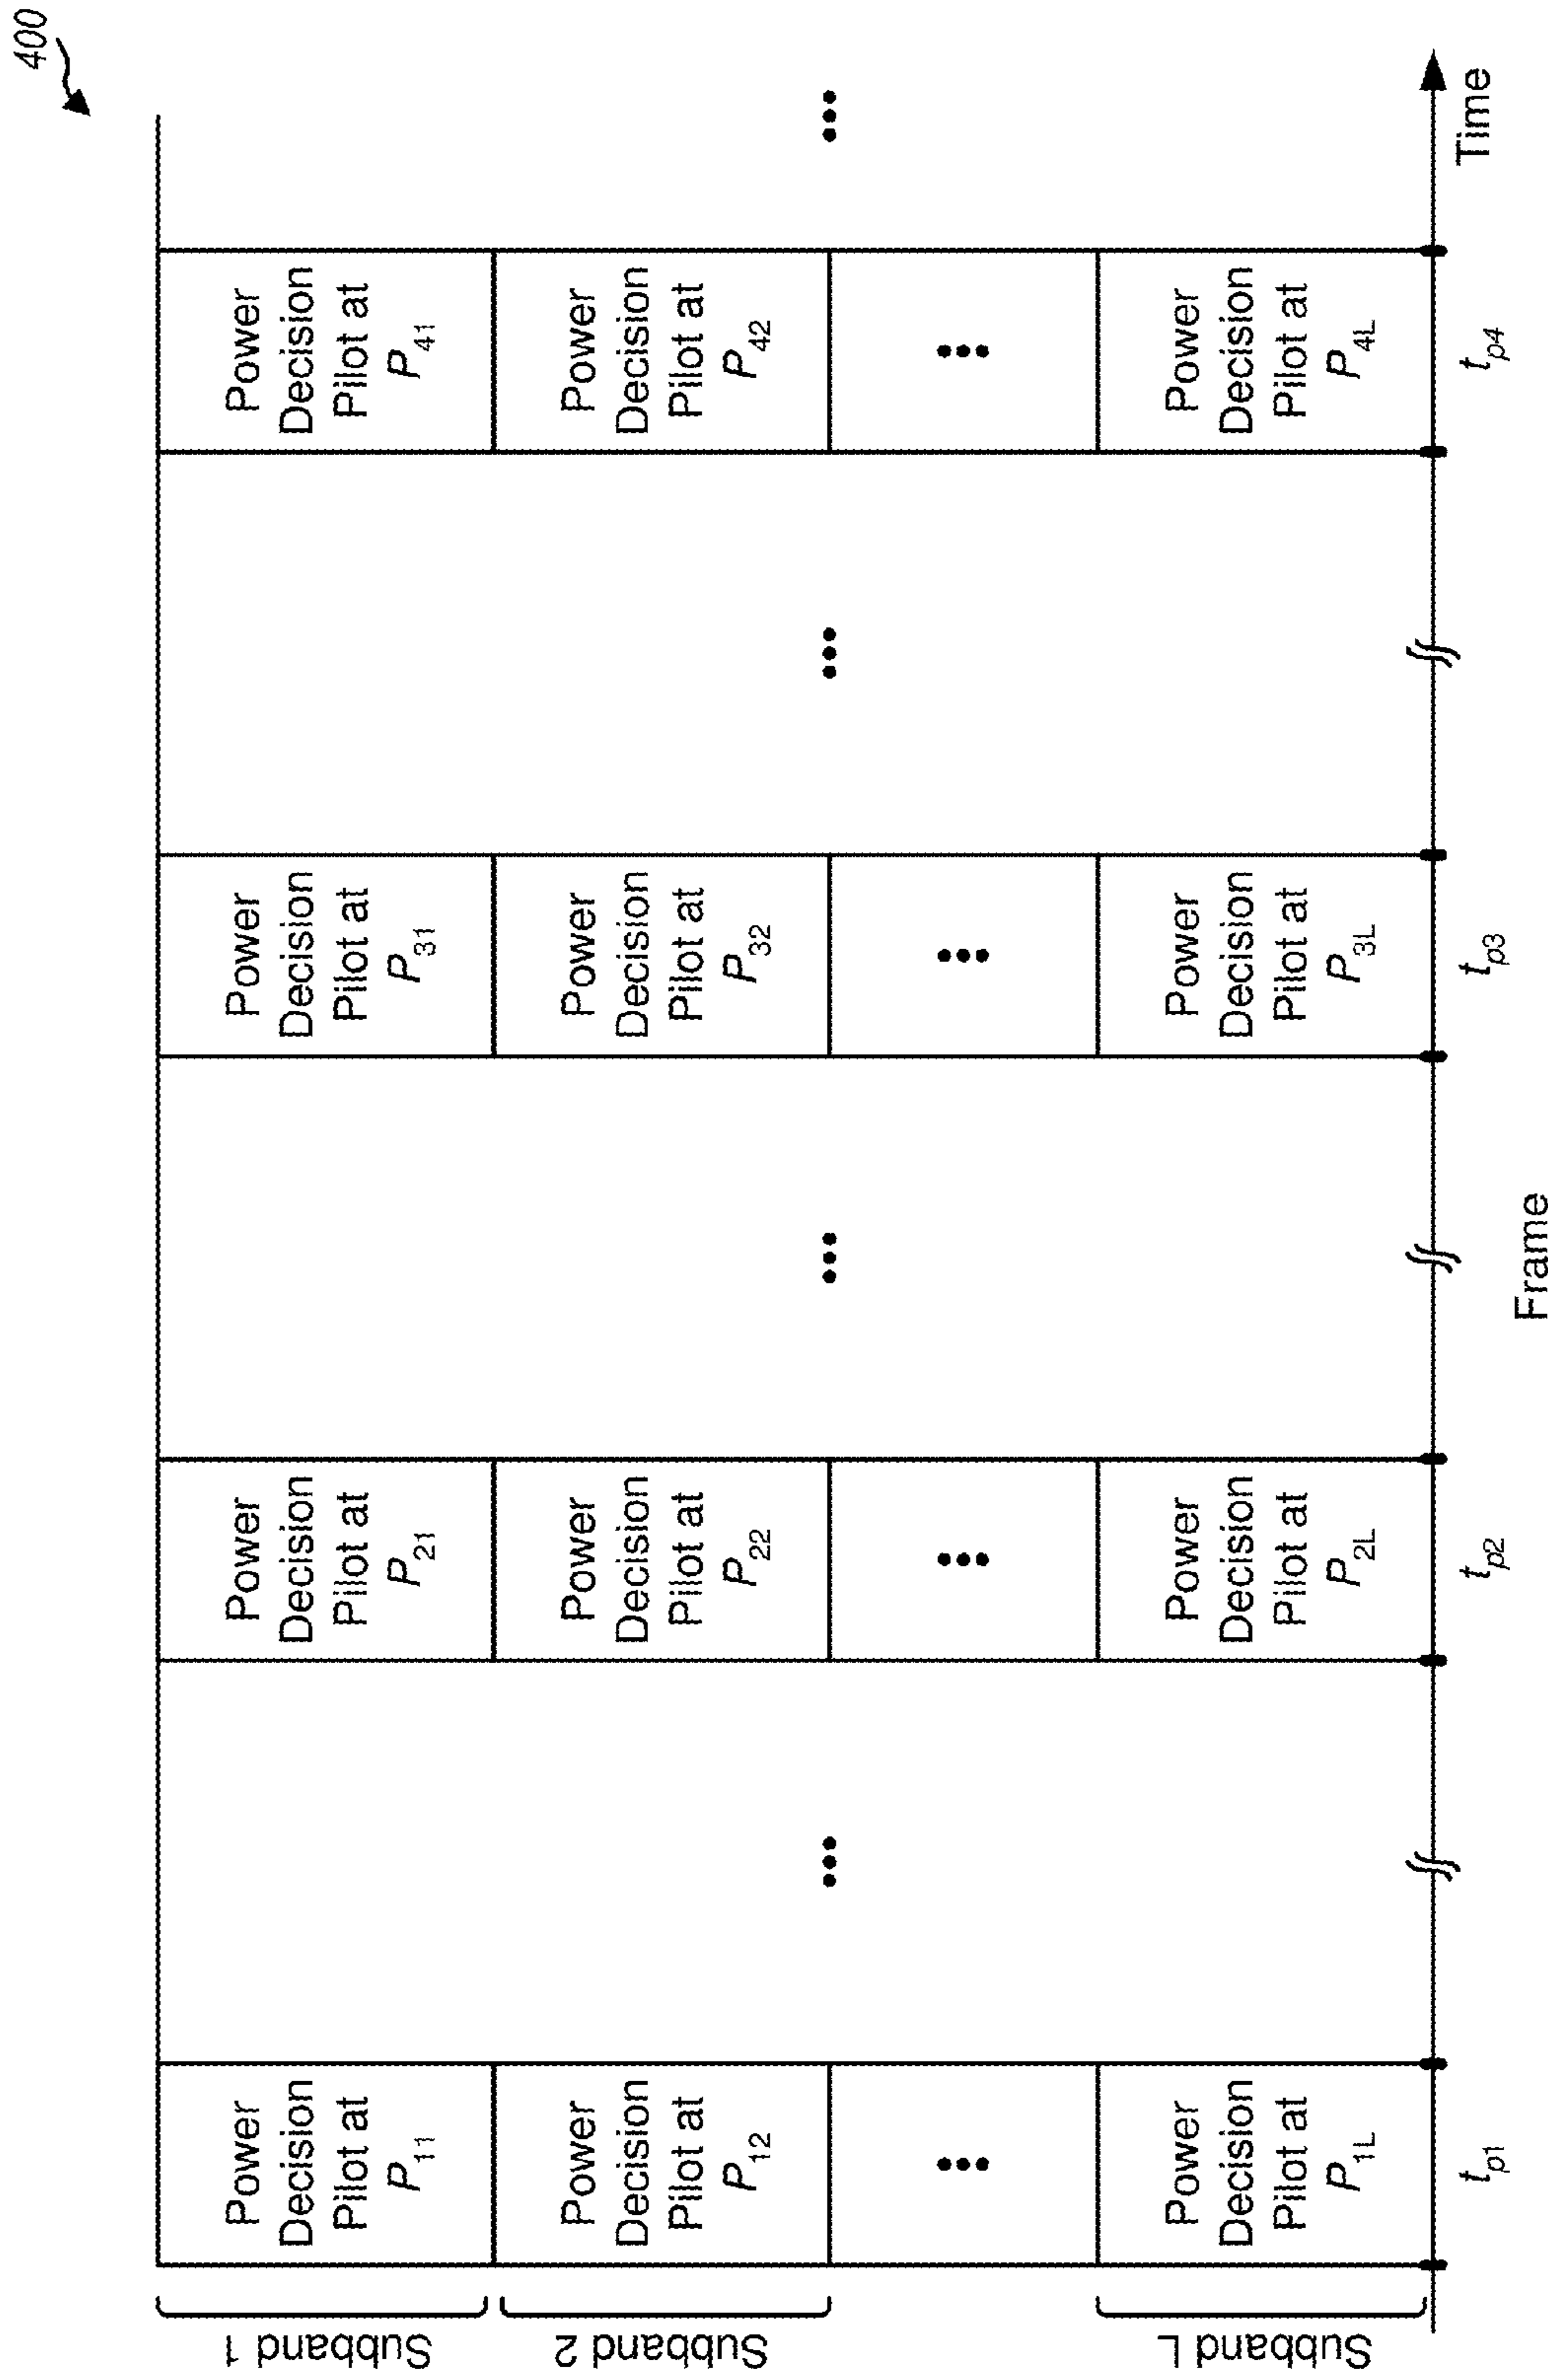 400
Subband 1
Power
Decision
Pilot at
P11
Power
Decision
Pilot at
P21
Power
Decision
Pilot at
P31
Power
Decision
Pilot at
P41
Subband 2
Power
Decision
Pilot at
P12
Power
Decision
Pilot at
P22
Power
Decision
Pilot at
P32
Power
Decision
Pilot at
P42
Subband L
Power
Decision
Pilot at
P1L
Power
Decision
Pilot at
P2L
Power
Decision
Pilot at
P3L
Power
Decision
Pilot at
P4L
tp1
tp2
tp3
tp4
Time
Frame